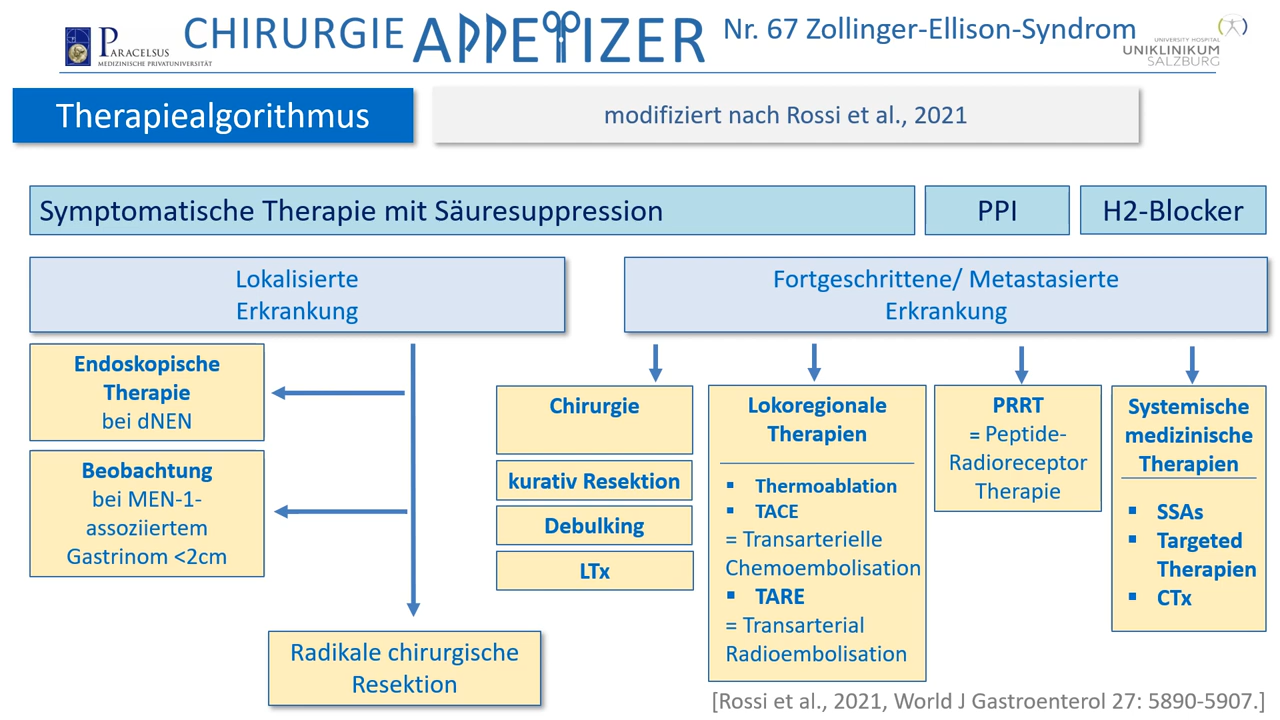 PARACELSUS
MEDIZINISCHE PRIVATUNIVERSITÄT
CHIRURGIE APPETIZER
Nr. 67 Zollinger-Ellison-Syndrom
UNIVERSITY HOSPITAL
UNIKLINIKUM
SALZBURG
Therapiealgorithmus
modifiziert nach Rossi et al., 2021
Symptomatische Therapie mit Säuresuppression
PPI
H2-Blocker
Lokalisierte
Erkrankung
Fortgeschrittene/ Metastasierte
Erkrankung
Endoskopische
Therapie
bei dNEN
Beobachtung
bei MEN-1-
assoziiertem
Gastrinom <2cm
Radikale chirurgische
Resektion
Chirurgie
kurativ Resektion
Debulking
LTx
Lokoregionale
Therapien
▪ Thermoablation
▪ TACE
= Transarterielle
Chemoembolisation
▪ TARE
= Transarterial
Radioembolisation
PRRT
= Peptide-
Radioreceptor
Therapie
Systemische
medizinische
Therapien
▪ SSAs
▪ Targeted
Therapien
▪ CTx
[Rossi et al., 2021, World J Gastroenterol 27: 5890-5907.]